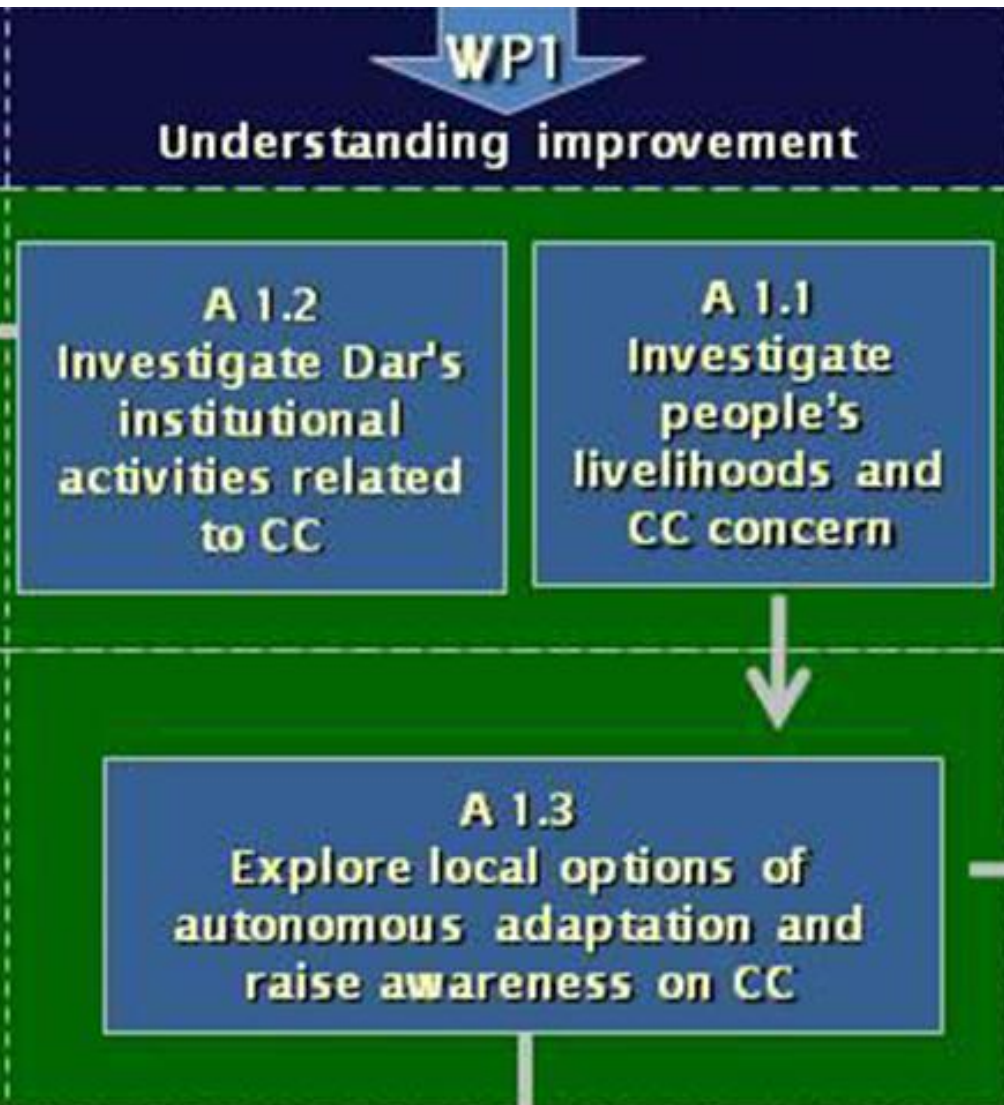 WP1
Understanding improvement
A 1.2
Investigate Dar's
institutional
activities related
to CC
A 1.1
Investigate
people's
livelihoods and
CC concern
A 1.3
Explore local options of
autonomous adaptation and
raise awareness on CC